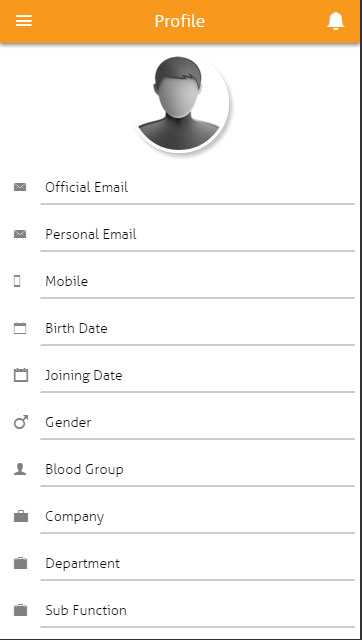 Profile
Official Email
Personal Email
Mobile
Birth Date
Joining Date
Gender
Blood Group
Company
Department
Sub Function